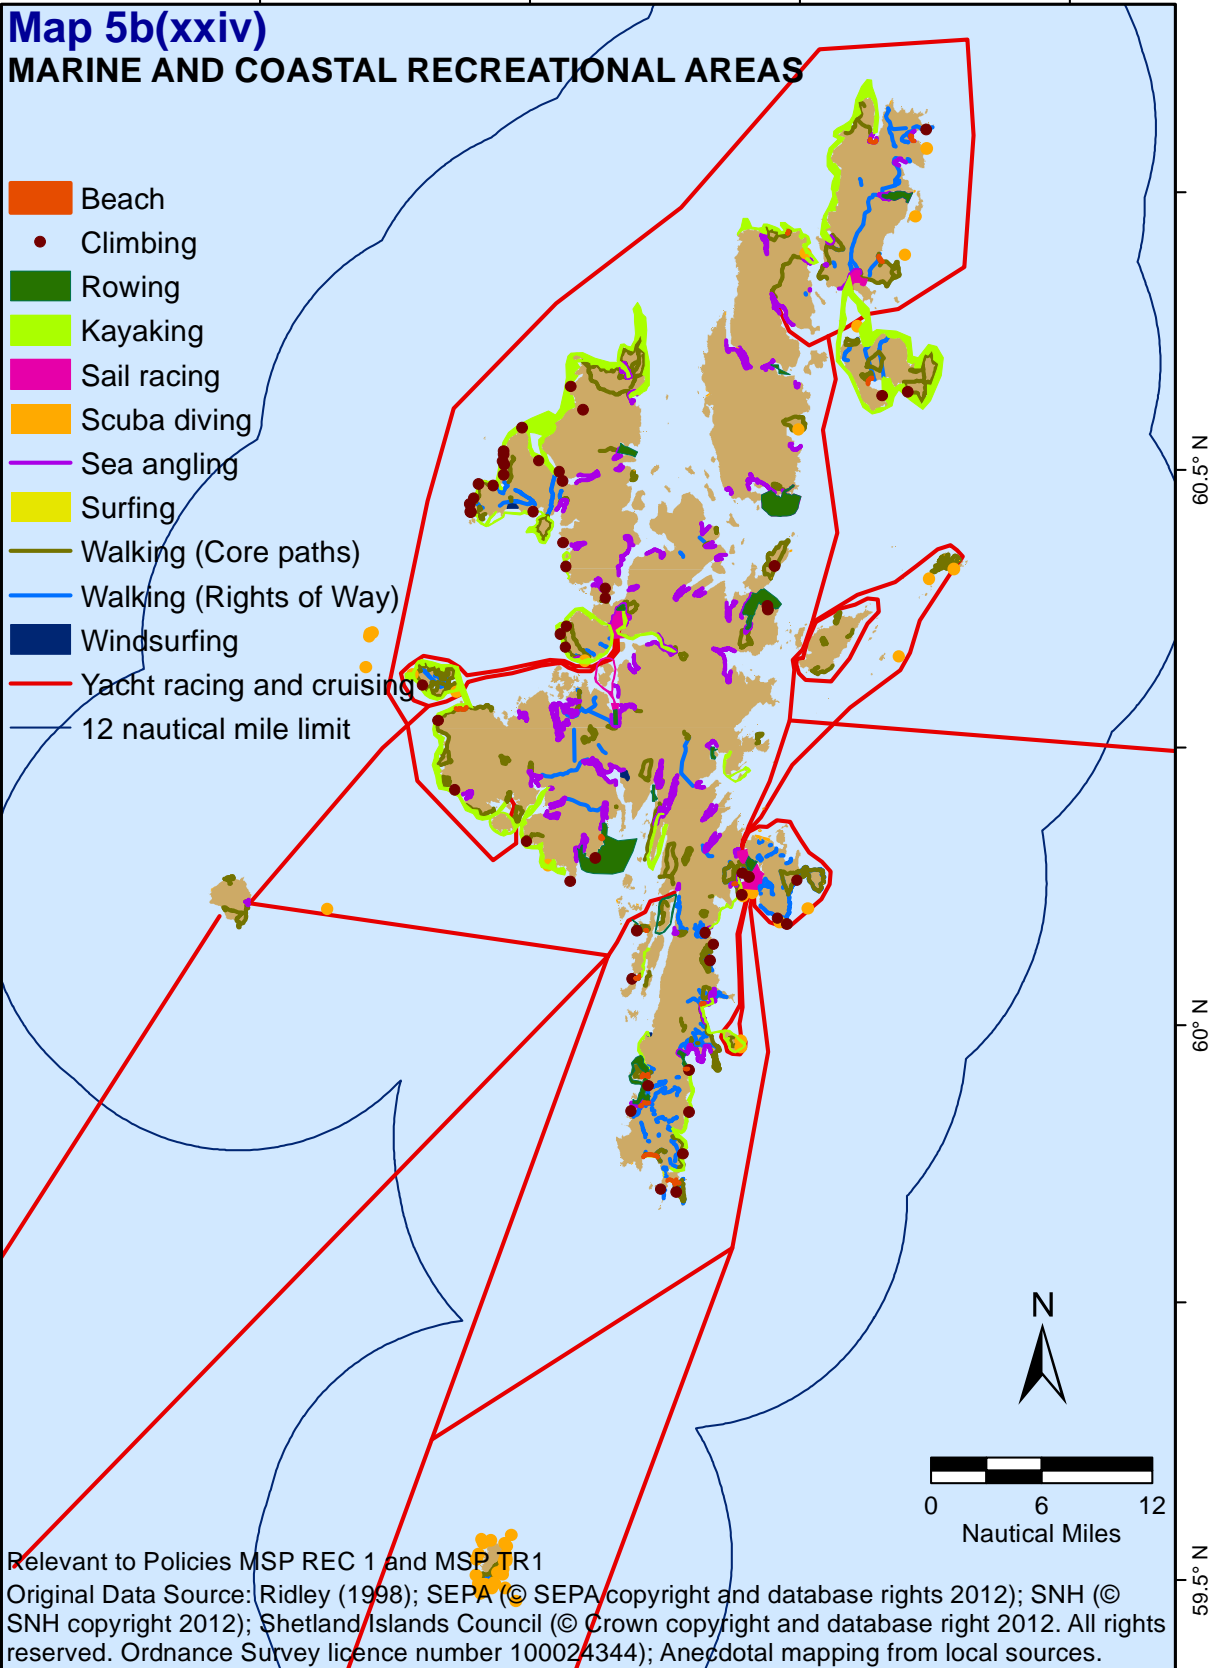 Map 5b(xxiv)
MARINE AND COASTAL RECREATIONAL AREAS
Beach
Climbing
Rowing
Kayaking
Sail racing
Scuba diving
Sea angling
Surfing
Walking (Core paths)
Walking (Rights of Way)
Windsurfing
Yacht racing and cruising
12 nautical mile limit
60.5° N
60° N
59.5° N
N
0 6 12
Nautical Miles
Relevant to Policies MSP REC 1 and MSP TR1
Original Data Source: Ridley (1998); SEPA (© SEPA copyright and database rights 2012); SNH (©
SNH copyright 2012); Shetland Islands Council (© Crown copyright and database right 2012. All rights
reserved. Ordnance Survey licence number 100024344); Anecdotal mapping from local sources.